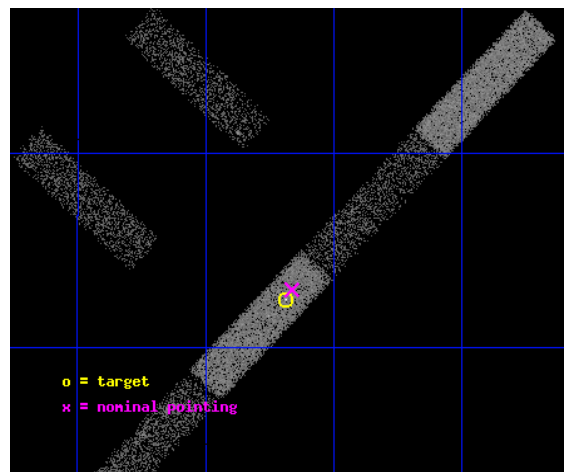 o = target
x = nominal pointing